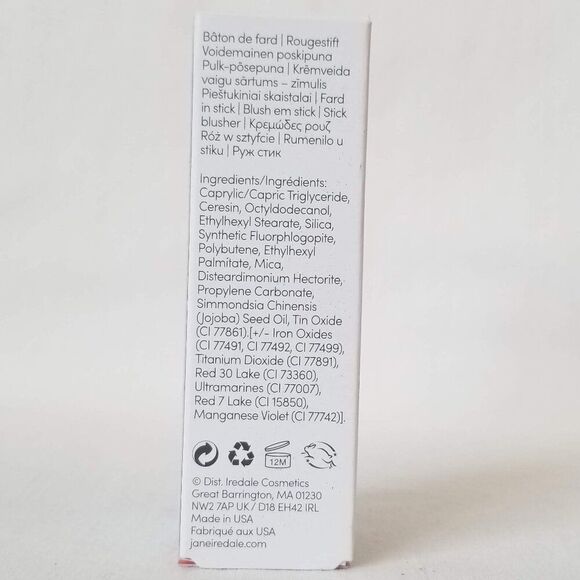 Bâton de fard | Rougestift
Voidemainen poskipuna
Pulk-põsepuna | Krēmveida
vaigu sārtums – zīmulis
Pieštukiniai skaistalai | Fard
in stick | Blush em stick | Stick
blusher | Κρεμώδες ρουζ
Róż w sztyfcie | Rumenilo u
stiku | Руж стик
Ingredients/Ingrédients:
Caprylic/Capric Triglyceride,
Ceresin, Octyldodecanol,
Ethylhexyl Stearate, Silica,
Synthetic Fluorphlogopite,
Polybutene, Ethylhexyl
Palmitate, Mica,
Disteardimonium Hectorite,
Propylene Carbonate,
Simmondsia Chinensis
(Jojoba) Seed Oil, Tin Oxide
(CI 77861).[+/- Iron Oxides
(CI 77491, CI 77492, CI 77499),
Titanium Dioxide (CI 77891),
Red 30 Lake (CI 73360),
Ultramarines (CI 77007),
Red 7 Lake (CI 15850),
Manganese Violet (CI 77742)].
12M
© Dist. Iredale Cosmetics
Great Barrington, MA 01230
NW2 7AP UK / D18 EH42 IRL
Made in USA
Fabriqué aux USA
janeiredale.com